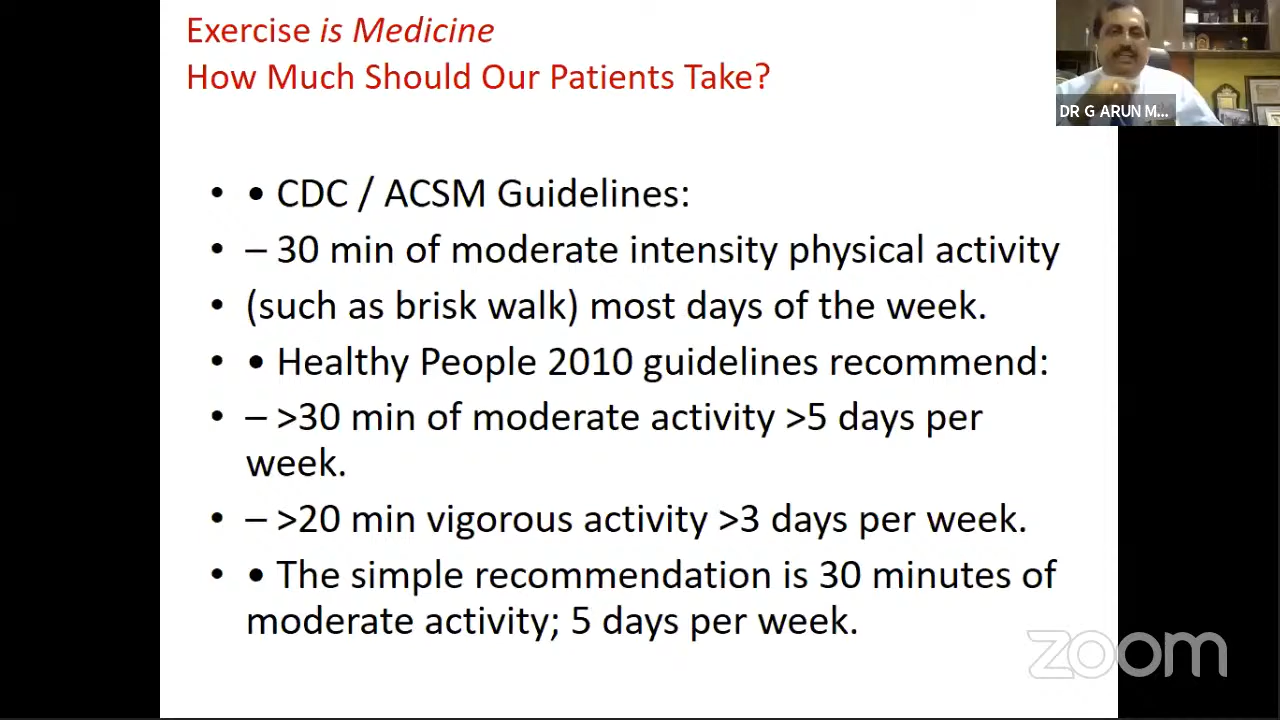 Exercise is Medicine
How Much Should Our Patients Take?
DR G ARUN M...
• • CDC / ACSM Guidelines:
• – 30 min of moderate intensity physical activity
• (such as brisk walk) most days of the week.
• • Healthy People 2010 guidelines recommend:
• – >30 min of moderate activity >5 days per
week.
• – >20 min vigorous activity >3 days per week.
• • The simple recommendation is 30 minutes of
moderate activity; 5 days per week.
zoom